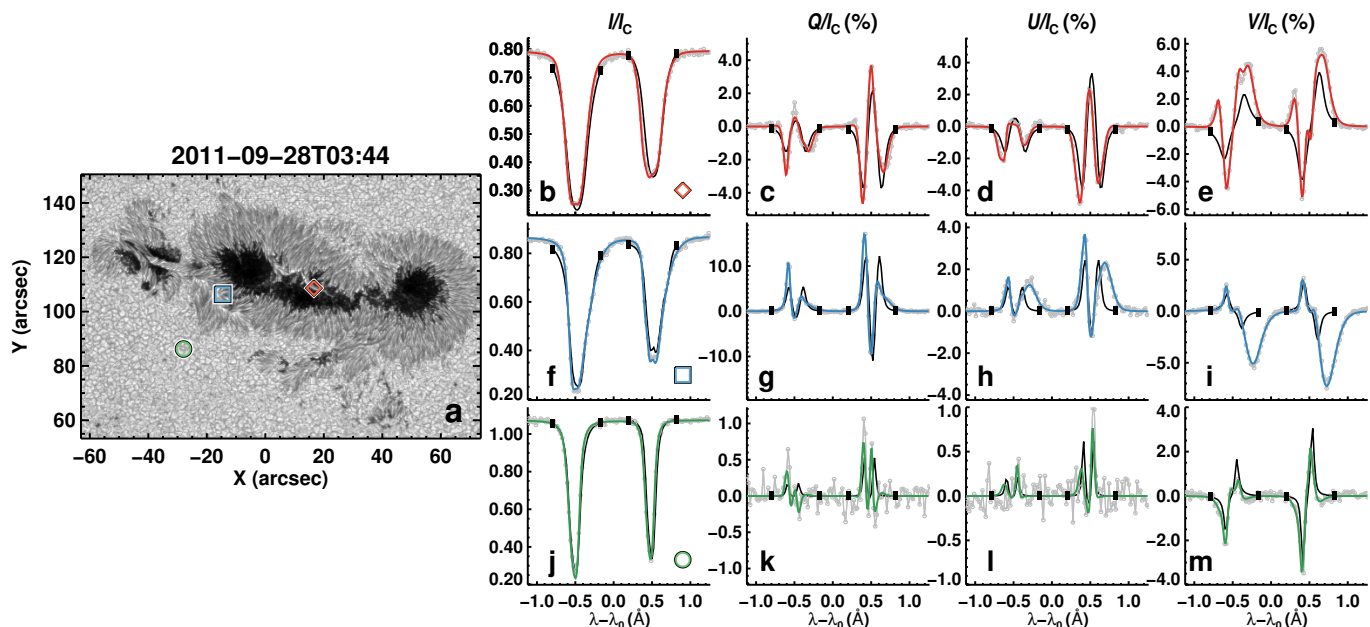 I/I_C Q/I_C (%) U/I_C (%) V/I_C (%)
2011−09−28T03:44
Y (arcsec)
140
120
100
80
60
−60 −40 −20 0 20 40 60
X (arcsec)
a
0.80
0.70
0.60
0.50
0.40
0.30
b
4.0
2.0
0.0
−2.0
−4.0
c
4.0
2.0
0.0
−2.0
−4.0
d
6.0
4.0
2.0
0.0
−2.0
−4.0
−6.0
e
0.8
0.60
0.40
0.20
f
10.0
0.0
−10.0
g
4.0
2.0
0.0
−2.0
−4.0
h
5.0
0.0
−5.0
i
1.00
0.80
0.60
0.40
0.20
j
1.0
0.5
0.0
−0.5
−1.0
k
1.0
0.5
0.0
−0.5
−1.0
l
4.0
2.0
0.0
−2.0
−4.0
m
−1.0 −0.5 0.0 0.5 1.0
λ−λ₀ (Å)
−1.0 −0.5 0.0 0.5 1.0
λ−λ₀ (Å)
−1.0 −0.5 0.0 0.5 1.0
λ−λ₀ (Å)
−1.0 −0.5 0.0 0.5 1.0
λ−λ₀ (Å)